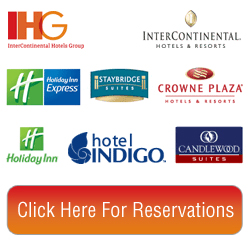 IHG
InterContinental Hotels Group
INTERCONTINENTAL
HOTELS & RESORTS
H Holiday Inn
Express
STAYBRIDGE
SUITES
CROWNE PLAZA
HOTELS & RESORTS
H
Holiday Inn
hotel
INDIGO
CANDLEWOOD
SUITES
Click Here For Reservations